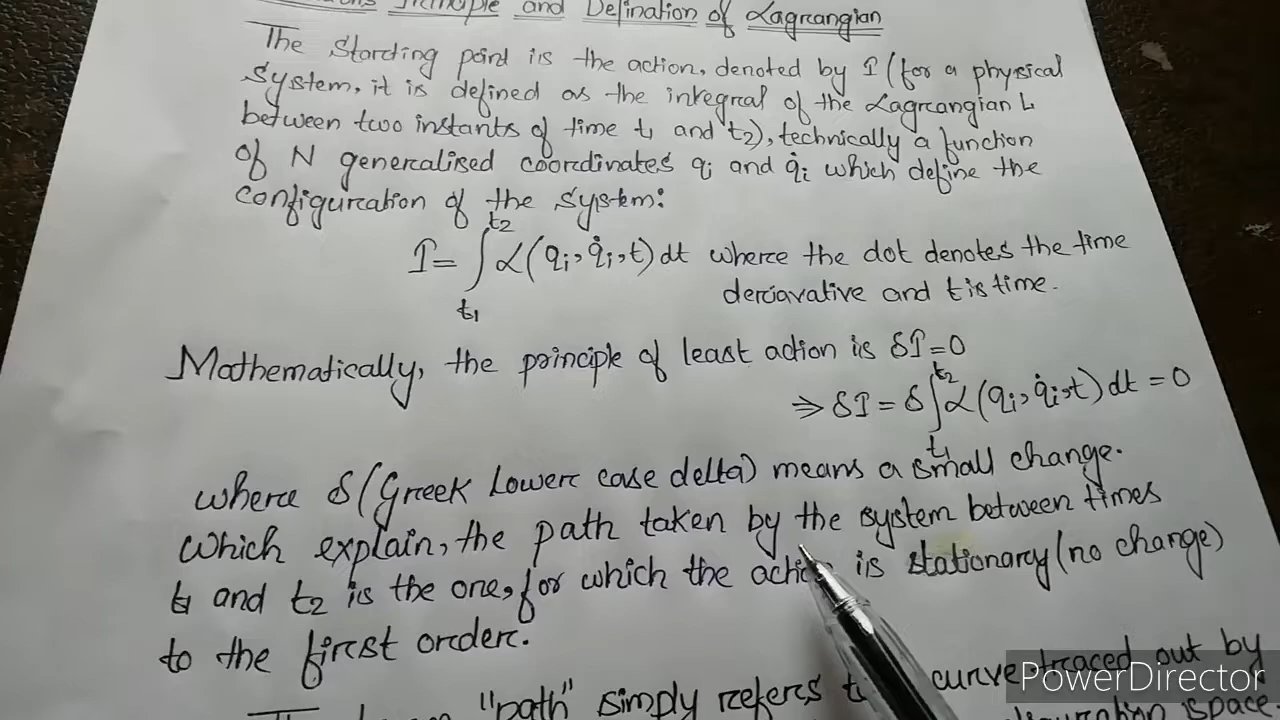 Principle and Defination of Lagrangian
The Starting point is the action, denoted by I (for a physical
System, it is defined as the integral of the Lagrangian L
between two instants of time t1 and t2), technically a function
of N generalised coordinates qi and q̇i which define the
configuration of the system:
I = ∫_{t1}^{t2} L(qi, q̇i, t) dt where the dot denotes the time
deriavative and t is time.
Mathematically, the principle of least action is δI=0
⇒ δI = δ∫_{t1}^{t2} L(qi, q̇i, t) dt = 0
where δ (Greek Lower case delta) means a small change.
Which explain, the path taken by the system between times
t1 and t2 is the one, for which the action is stationary (no change)
to the first order.
"path" simply refers curve traced out by
space.
PowerDirector